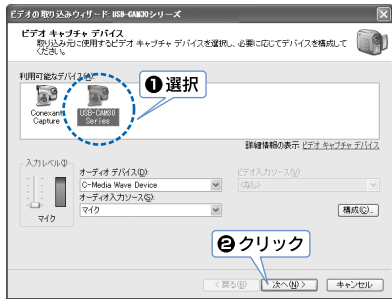 ビデオの取り込みウィザード: USB-CAM30シリーズ
ビデオ キャプチャ デバイス
取り込み元に使用するビデオ キャプチャ デバイスを選択し、必要に応じてデバイスを構成して
ください。
利用可能なデバイス(A):
❶選択
Conexant
Capture
USB-CAM30
Series
詳細情報の表示 ビデオ キャプチャ デバイス
入力レベル(I)
マイク
オーディオ デバイス(D):
C-Media Wave Device
オーディオ入力ソース(S):
マイク
ビデオ入力ソース(V)
(なし)
構成(C)...
❷クリック
< 戻る(B)
次へ(N) >
キャンセル